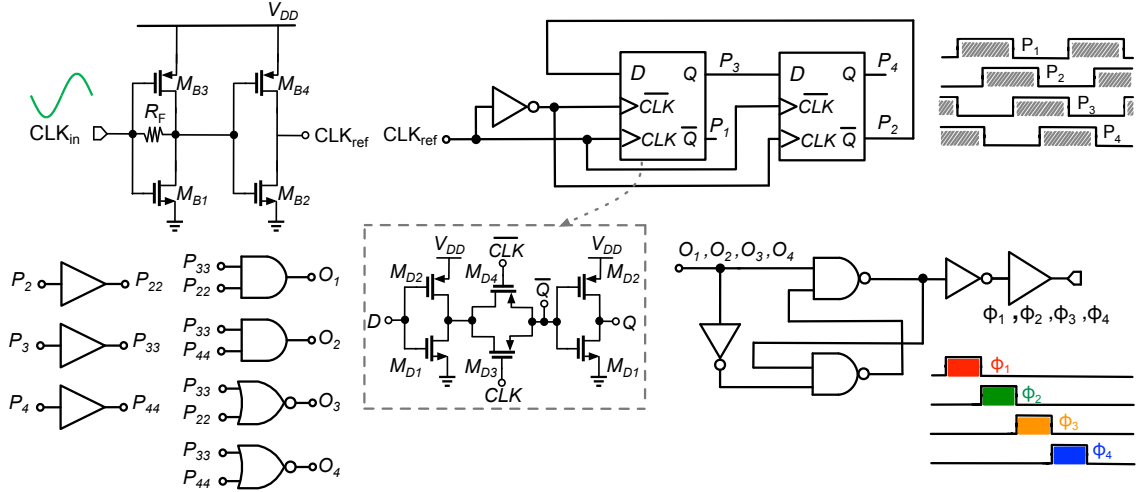 V_DD
M_B3
M_B4
R_F
CLK_in
CLK_ref
M_B1
M_B2
CLK_ref
D
Q
P_3
D
Q
P_4
C̅L̅K̅
C̅L̅K̅
P_1
P_2
CLK
Q̅
CLK
Q̅
P_1
P_2
P_3
P_4
P_2
P_22
P_3
P_33
P_4
P_44
P_33
P_22
O_1
P_33
P_44
O_2
P_33
P_22
O_3
P_33
P_44
O_4
V_DD
C̅L̅K̅
V_DD
M_D2
M_D4
M_D2
Q̅
D
Q
M_D1
M_D3
M_D1
CLK
O_1,O_2,O_3,O_4
Φ_1 ,Φ_2 ,Φ_3 ,Φ_4
Φ_1
Φ_2
Φ_3
Φ_4